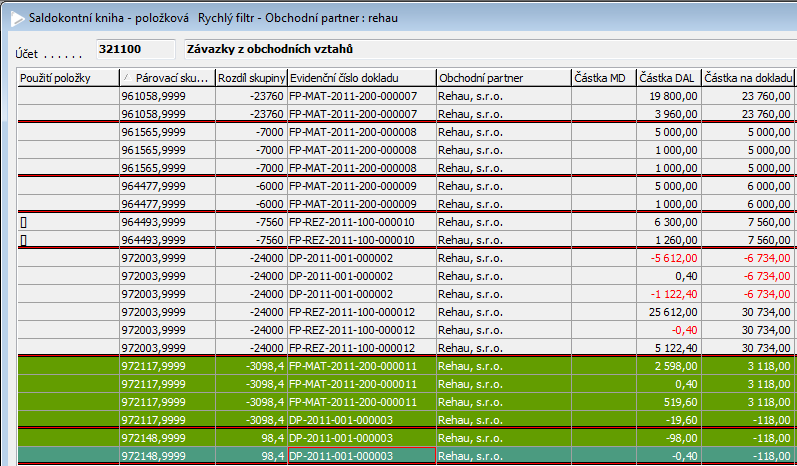 Saldokontní kniha - položková Rychlý filtr - Obchodní partner : rehau
Účet . . . . . . 321100 Závazky z obchodních vztahů
Použití položky Párovací sku... Rozdíl skupiny Evidenční číslo dokladu Obchodní partner Částka MD Částka DAL Částka na dokladu
961058,9999 -23760 FP-MAT-2011-200-000007 Rehau, s.r.o. 19 800,00 23 760,00
961058,9999 -23760 FP-MAT-2011-200-000007 Rehau, s.r.o. 3 960,00 23 760,00
961565,9999 -7000 FP-MAT-2011-200-000008 Rehau, s.r.o. 5 000,00 5 000,00
961565,9999 -7000 FP-MAT-2011-200-000008 Rehau, s.r.o. 1 000,00 5 000,00
961565,9999 -7000 FP-MAT-2011-200-000008 Rehau, s.r.o. 1 000,00 5 000,00
964477,9999 -6000 FP-MAT-2011-200-000009 Rehau, s.r.o. 5 000,00 6 000,00
964477,9999 -6000 FP-MAT-2011-200-000009 Rehau, s.r.o. 1 000,00 6 000,00
964493,9999 -7560 FP-REZ-2011-100-000010 Rehau, s.r.o. 6 300,00 7 560,00
964493,9999 -7560 FP-REZ-2011-100-000010 Rehau, s.r.o. 1 260,00 7 560,00
972003,9999 -24000 DP-2011-001-000002 Rehau, s.r.o. -5 612,00 -6 734,00
972003,9999 -24000 DP-2011-001-000002 Rehau, s.r.o. 0,40 -6 734,00
972003,9999 -24000 DP-2011-001-000002 Rehau, s.r.o. -1 122,40 -6 734,00
972003,9999 -24000 FP-REZ-2011-100-000012 Rehau, s.r.o. 25 612,00 30 734,00
972003,9999 -24000 FP-REZ-2011-100-000012 Rehau, s.r.o. -0,40 30 734,00
972003,9999 -24000 FP-REZ-2011-100-000012 Rehau, s.r.o. 5 122,40 30 734,00
972117,9999 -3098,4 FP-MAT-2011-200-000011 Rehau, s.r.o. 2 598,00 3 118,00
972117,9999 -3098,4 FP-MAT-2011-200-000011 Rehau, s.r.o. 0,40 3 118,00
972117,9999 -3098,4 FP-MAT-2011-200-000011 Rehau, s.r.o. 519,60 3 118,00
972117,9999 -3098,4 DP-2011-001-000003 Rehau, s.r.o. -19,60 -118,00
972148,9999 98,4 DP-2011-001-000003 Rehau, s.r.o. -98,00 -118,00
972148,9999 98,4 DP-2011-001-000003 Rehau, s.r.o. -0,40 -118,00